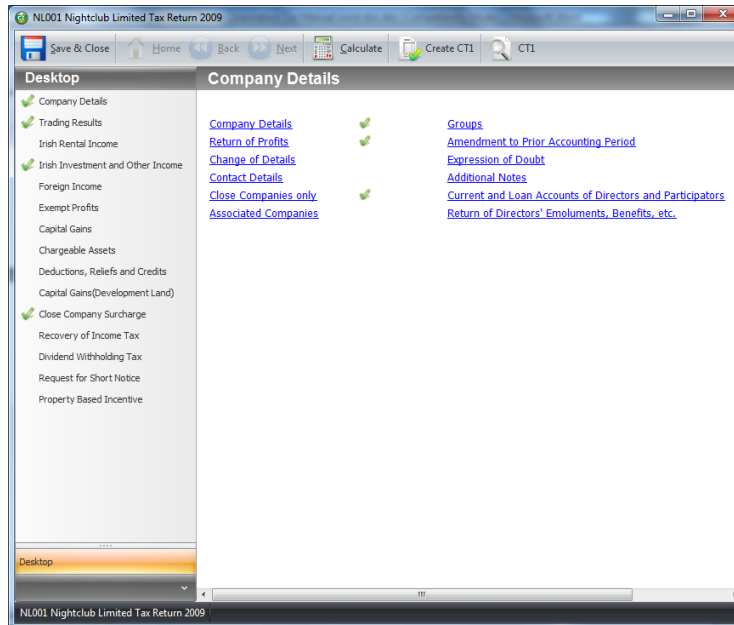 NL001 Nightclub Limited Tax Return 2009
Save & Close Home Back Next Calculate Create CT1 CT1
Desktop
Company Details
Trading Results
Irish Rental Income
Irish Investment and Other Income
Foreign Income
Exempt Profits
Capital Gains
Chargeable Assets
Deductions, Reliefs and Credits
Capital Gains(Development Land)
Close Company Surcharge
Recovery of Income Tax
Dividend Withholding Tax
Request for Short Notice
Property Based Incentive
Desktop
Company Details
Company Details Groups
Return of Profits Amendment to Prior Accounting Period
Change of Details Expression of Doubt
Contact Details Additional Notes
Close Companies only Current and Loan Accounts of Directors and Participators
Associated Companies Return of Directors' Emoluments, Benefits, etc.
NL001 Nightclub Limited Tax Return 2009